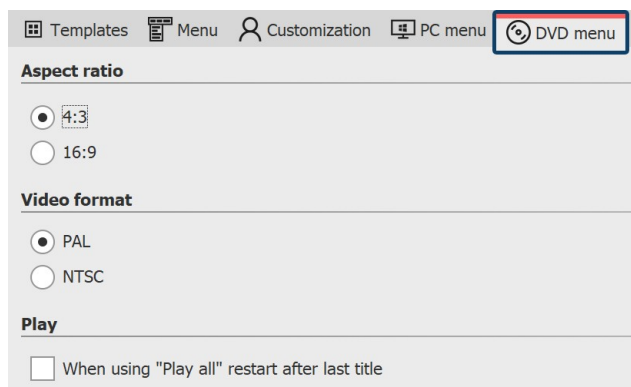 Templates Menu Customization PC menu DVD menu
Aspect ratio
4:3
16:9
Video format
PAL
NTSC
Play
When using "Play all" restart after last title